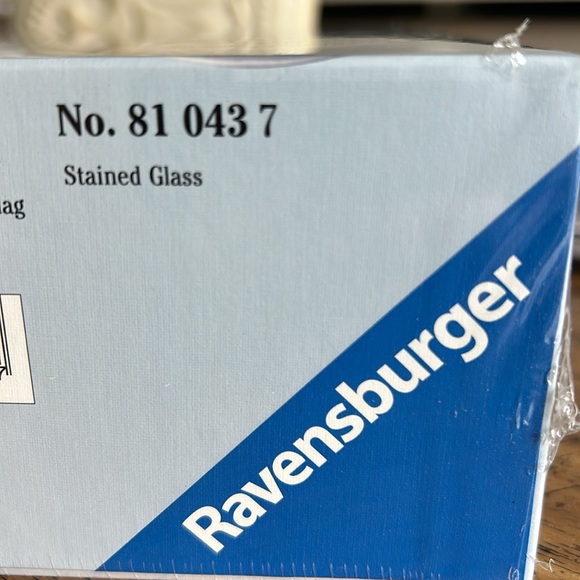 No. 81 043 7
Stained Glass
Ravensburger